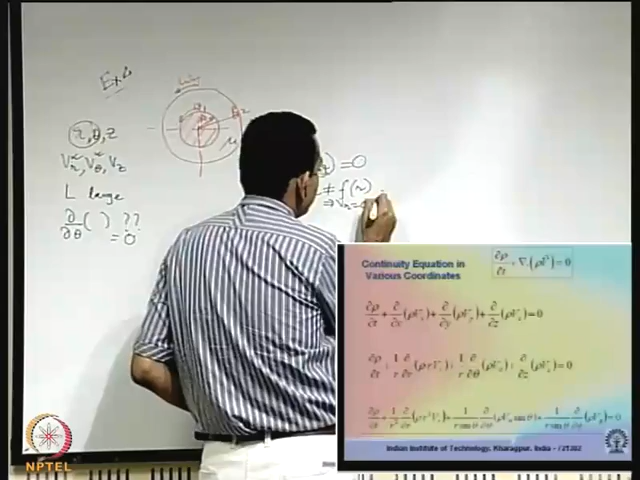 Ex:
r, θ, z
V_r, V_θ, V_z
L large
∂/∂θ ( ) ??
= 0
μ
) = 0
≠ f(r)
⇒ V_r =
Continuity Equation in
Various Coordinates
∂ρ/∂t + ∇.(ρV) = 0
∂ρ/∂t + ∂/∂x (ρV_x) + ∂/∂y (ρV_y) + ∂/∂z (ρV_z) = 0
∂ρ/∂t + 1/r ∂/∂r (ρrV_r) + 1/r ∂/∂θ (ρV_θ) + ∂/∂z (ρV_z) = 0
∂ρ/∂t + 1/r² ∂/∂r (ρr²V_r) + 1/(r sin θ) ∂/∂θ (ρV_θ sin θ) + 1/(r sin θ) ∂/∂φ (ρV_φ) = 0
Indian Institute of Technology, Kharagpur, India - 721302
NPTEL